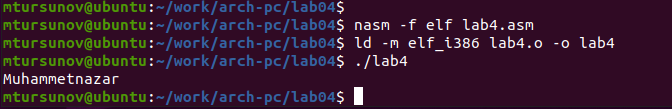 mtursunov@ubuntu:~/work/arch-pc/lab04$
mtursunov@ubuntu:~/work/arch-pc/lab04$ nasm -f elf lab4.asm
mtursunov@ubuntu:~/work/arch-pc/lab04$ ld -m elf_i386 lab4.o -o lab4
mtursunov@ubuntu:~/work/arch-pc/lab04$ ./lab4
Muhammetnazar
mtursunov@ubuntu:~/work/arch-pc/lab04$